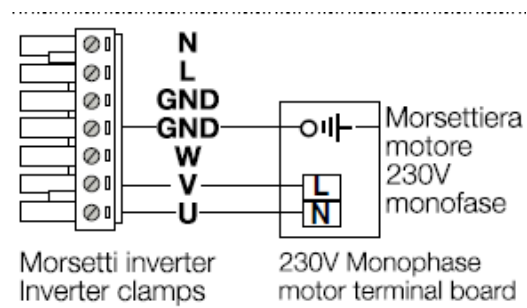 N
L
GND
GND
W
V
U
L
N
Morsettiera
motore
230V
monofase
Morsetti inverter
Inverter clamps
230V Monophase
motor terminal board